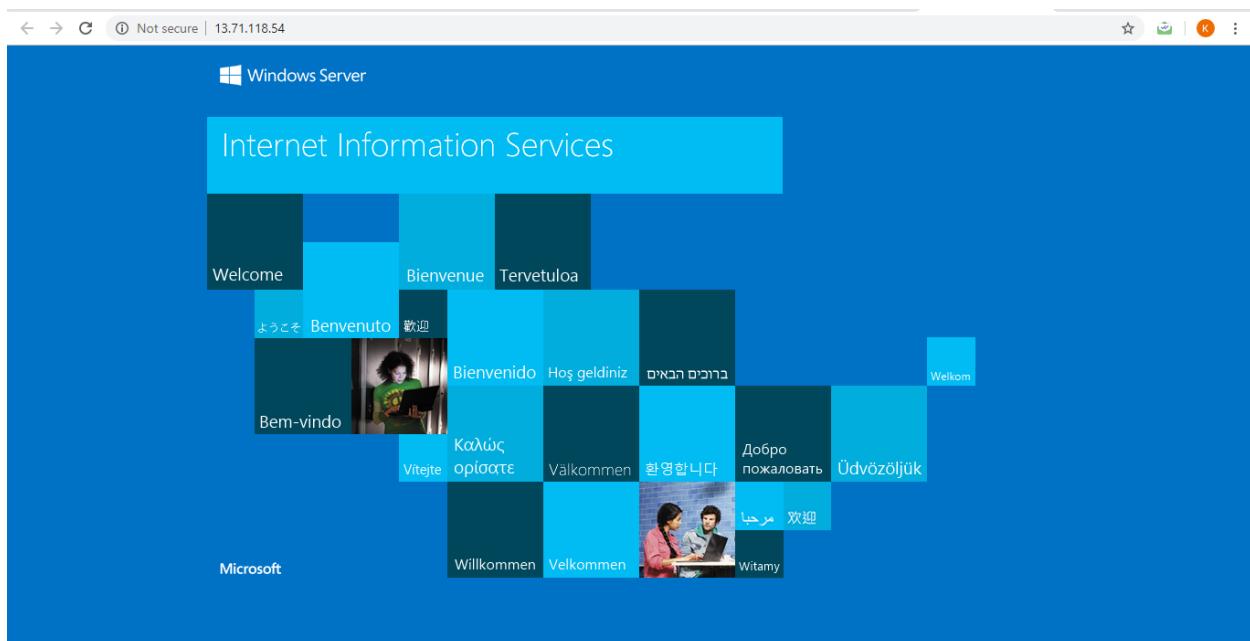 Not secure
13.71.118.54
K
Windows Server
Internet Information Services
Welcome
Bienvenue
Tervetuloa
ようこそ
Benvenuto
歡迎
Bienvenido
Hoş geldiniz
ברוכים הבאים
Welkom
Bem-vindo
Vítejte
Καλώς
ορίσατε
Välkommen
환영합니다
Добро
пожаловать
Üdvözöljük
مرحبا
欢迎
Willkommen
Velkommen
Witamy
Microsoft